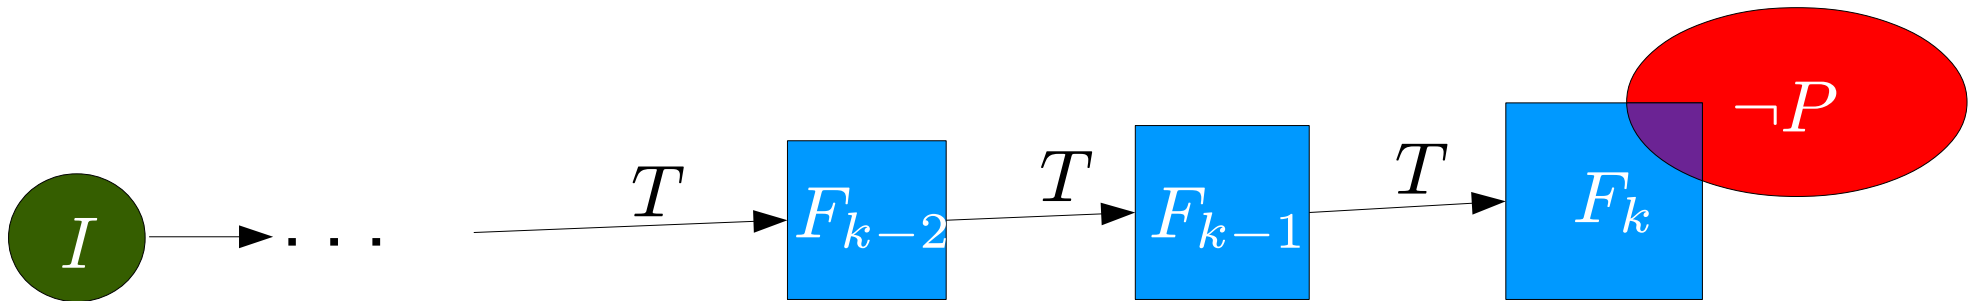 I
. . .
T
F_{k-2}
T
F_{k-1}
T
F_k
¬P